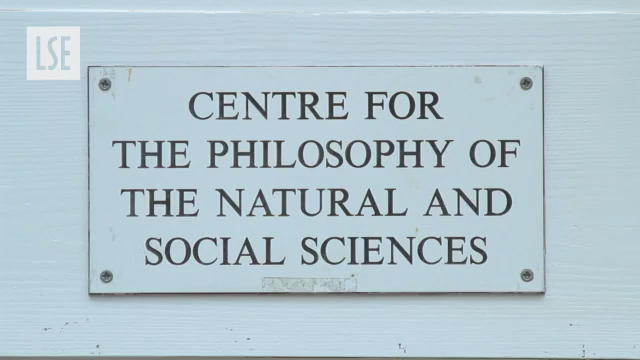 LSE
CENTRE FOR
THE PHILOSOPHY OF
THE NATURAL AND
SOCIAL SCIENCES